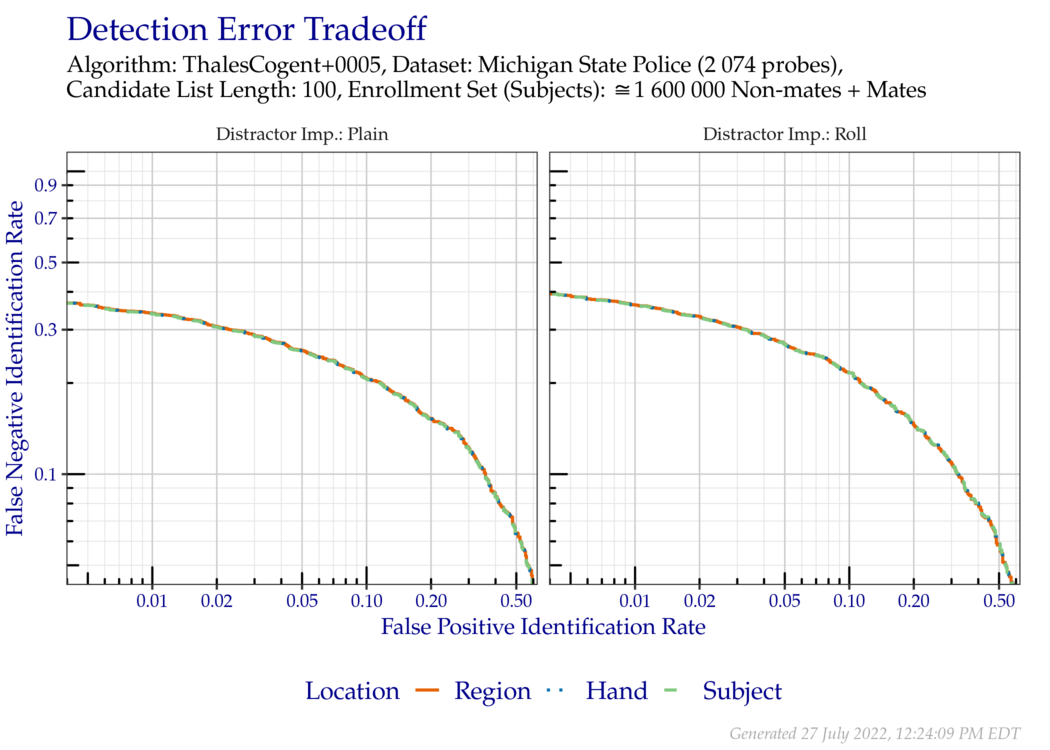 Detection Error Tradeoff
Algorithm: ThalesCogent+0005, Dataset: Michigan State Police (2 074 probes),
Candidate List Length: 100, Enrollment Set (Subjects): ≅1 600 000 Non-mates + Mates
Distractor Imp.: Plain
Distractor Imp.: Roll
False Negative Identification Rate
0.9
0.7
0.5
0.3
0.1
0.01 0.02 0.05 0.10 0.20 0.50
0.01 0.02 0.05 0.10 0.20 0.50
False Positive Identification Rate
Location Region Hand Subject
Generated 27 July 2022, 12:24:09 PM EDT